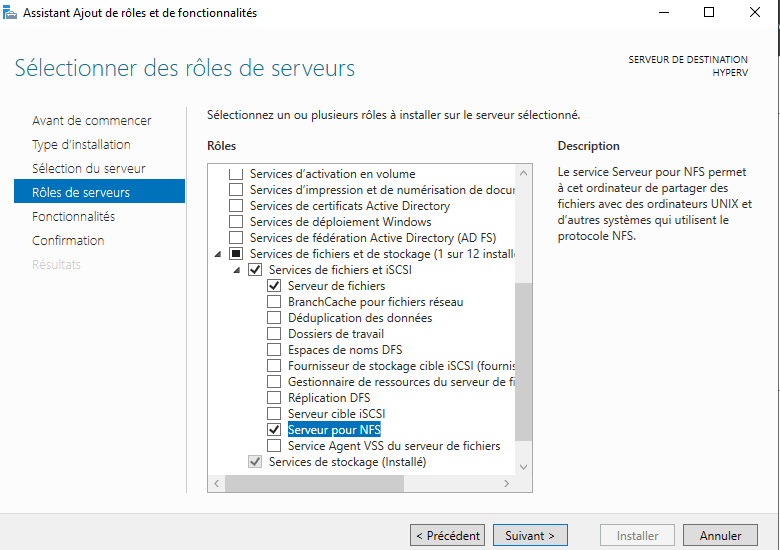 Assistant Ajout de rôles et de fonctionnalités
Sélectionner des rôles de serveurs
SERVEUR DE DESTINATION
HYPERV
Avant de commencer
Type d'installation
Sélection du serveur
Rôles de serveurs
Fonctionnalités
Confirmation
Résultats
Sélectionnez un ou plusieurs rôles à installer sur le serveur sélectionné.
Rôles
Services d'activation en volume
Services d'impression et de numérisation de docur
Services de certificats Active Directory
Services de déploiement Windows
Services de fédération Active Directory (AD FS)
Services de fichiers et de stockage (1 sur 12 install
Services de fichiers et iSCSI
Serveur de fichiers
BranchCache pour fichiers réseau
Déduplication des données
Dossiers de travail
Espaces de noms DFS
Fournisseur de stockage cible iSCSI (fournis
Gestionnaire de ressources du serveur de fi
Réplication DFS
Serveur cible iSCSI
Serveur pour NFS
Service Agent VSS du serveur de fichiers
Services de stockage (Installé)
Description
Le service Serveur pour NFS permet
à cet ordinateur de partager des
fichiers avec des ordinateurs UNIX et
d'autres systèmes qui utilisent le
protocole NFS.
< Précédent
Suivant >
Installer
Annuler